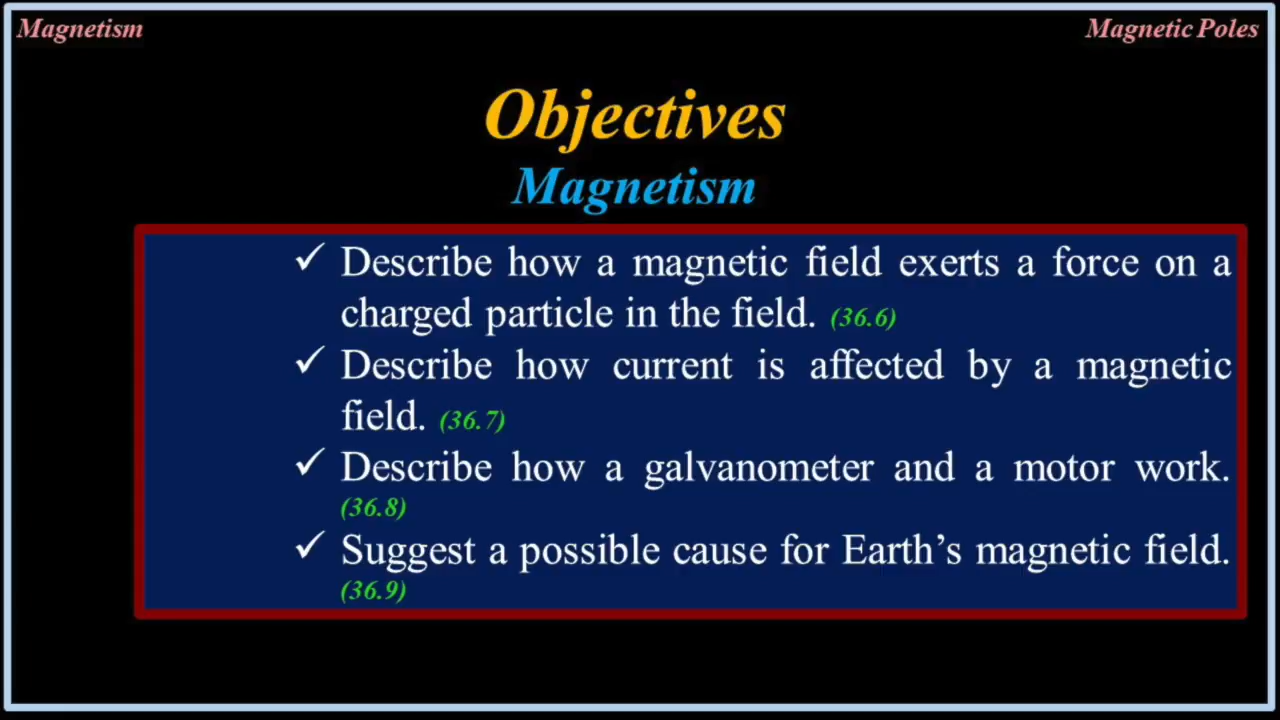 Magnetism
Magnetic Poles
Objectives
Magnetism
✓ Describe how a magnetic field exerts a force on a
charged particle in the field. (36.6)
✓ Describe how current is affected by a magnetic
field. (36.7)
✓ Describe how a galvanometer and a motor work.
(36.8)
✓ Suggest a possible cause for Earth’s magnetic field.
(36.9)